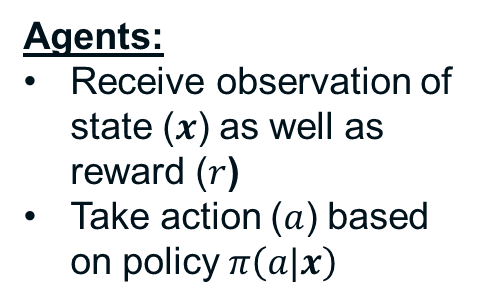 Agents:
• Receive observation of
state (x) as well as
reward (r)
• Take action (a) based
on policy π(a|x)